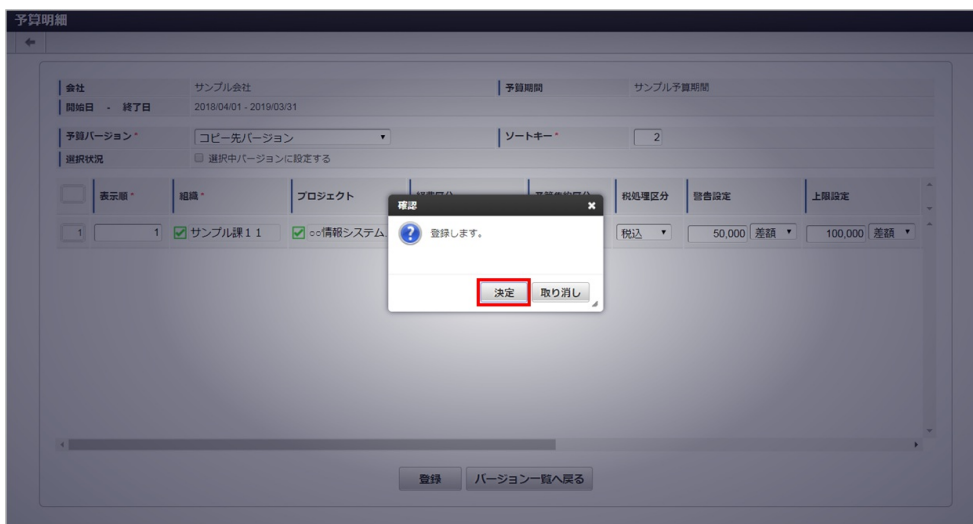 予算明細
会社 サンプル会社 予算期間 サンプル予算期間
開始日 - 終了日 2018/04/01 - 2019/03/31
予算バージョン* コピー先バージョン ソートキー* 2
選択状況 選択中バージョンに設定する
表示順* 組織* プロジェクト 税処理区分 警告設定 上限設定
1 1 サンプル課11 ○○情報システム 税込 50,000 差額 100,000 差額
確認
登録します。
決定 取り消し
登録 バージョン一覧へ戻る